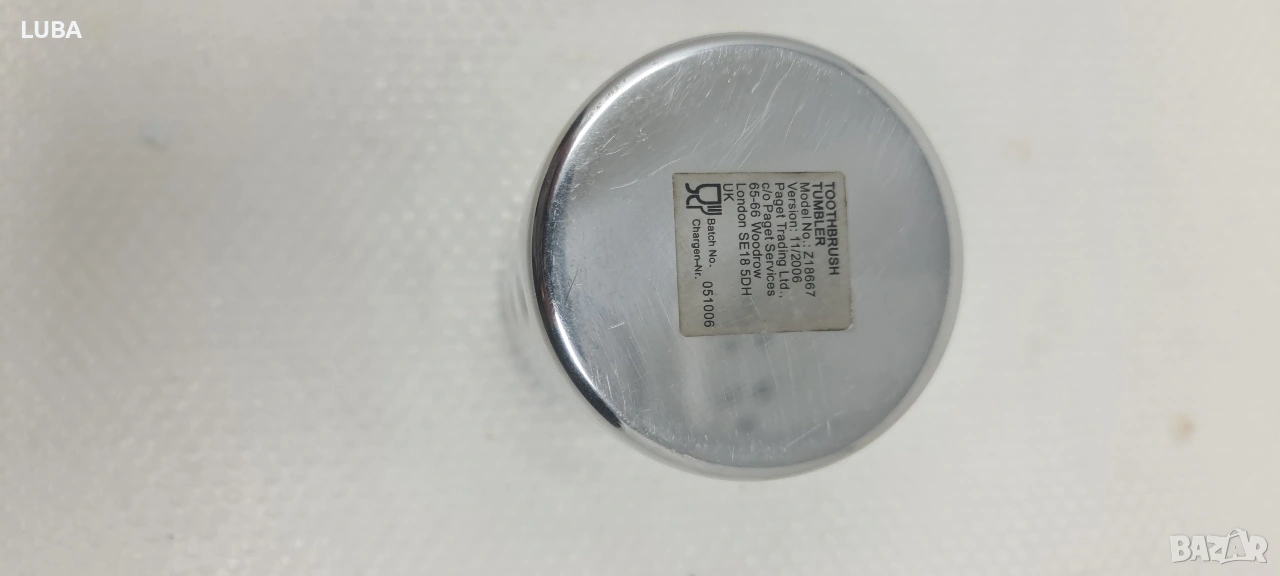 LUBA
TOOTHBRUSH
TUMBLER
Model No.: Z18667
Version: 11/2006
Paget Trading Ltd.,
c/o Paget Services
65-66 Woodrow
London SE18 5DH
UK
Batch No.
Chargen-Nr. 051006
BAZAR